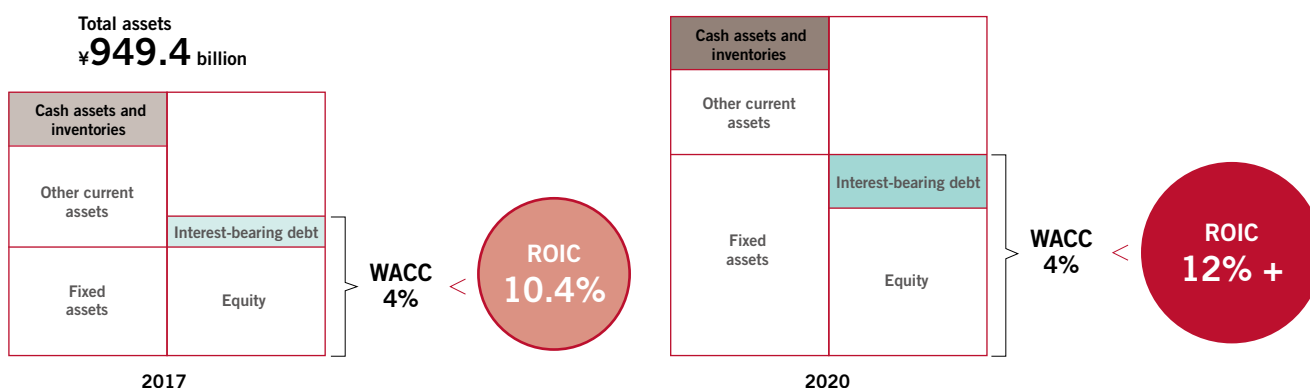 Total assets
¥949.4 billion
Cash assets and
inventories
Other current
assets
Fixed
assets
Interest-bearing debt
Equity
WACC
4%
<
ROIC
10.4%
2017
Cash assets and
inventories
Other current
assets
Fixed
assets
Interest-bearing debt
Equity
WACC
4%
<
ROIC
12% +
2020